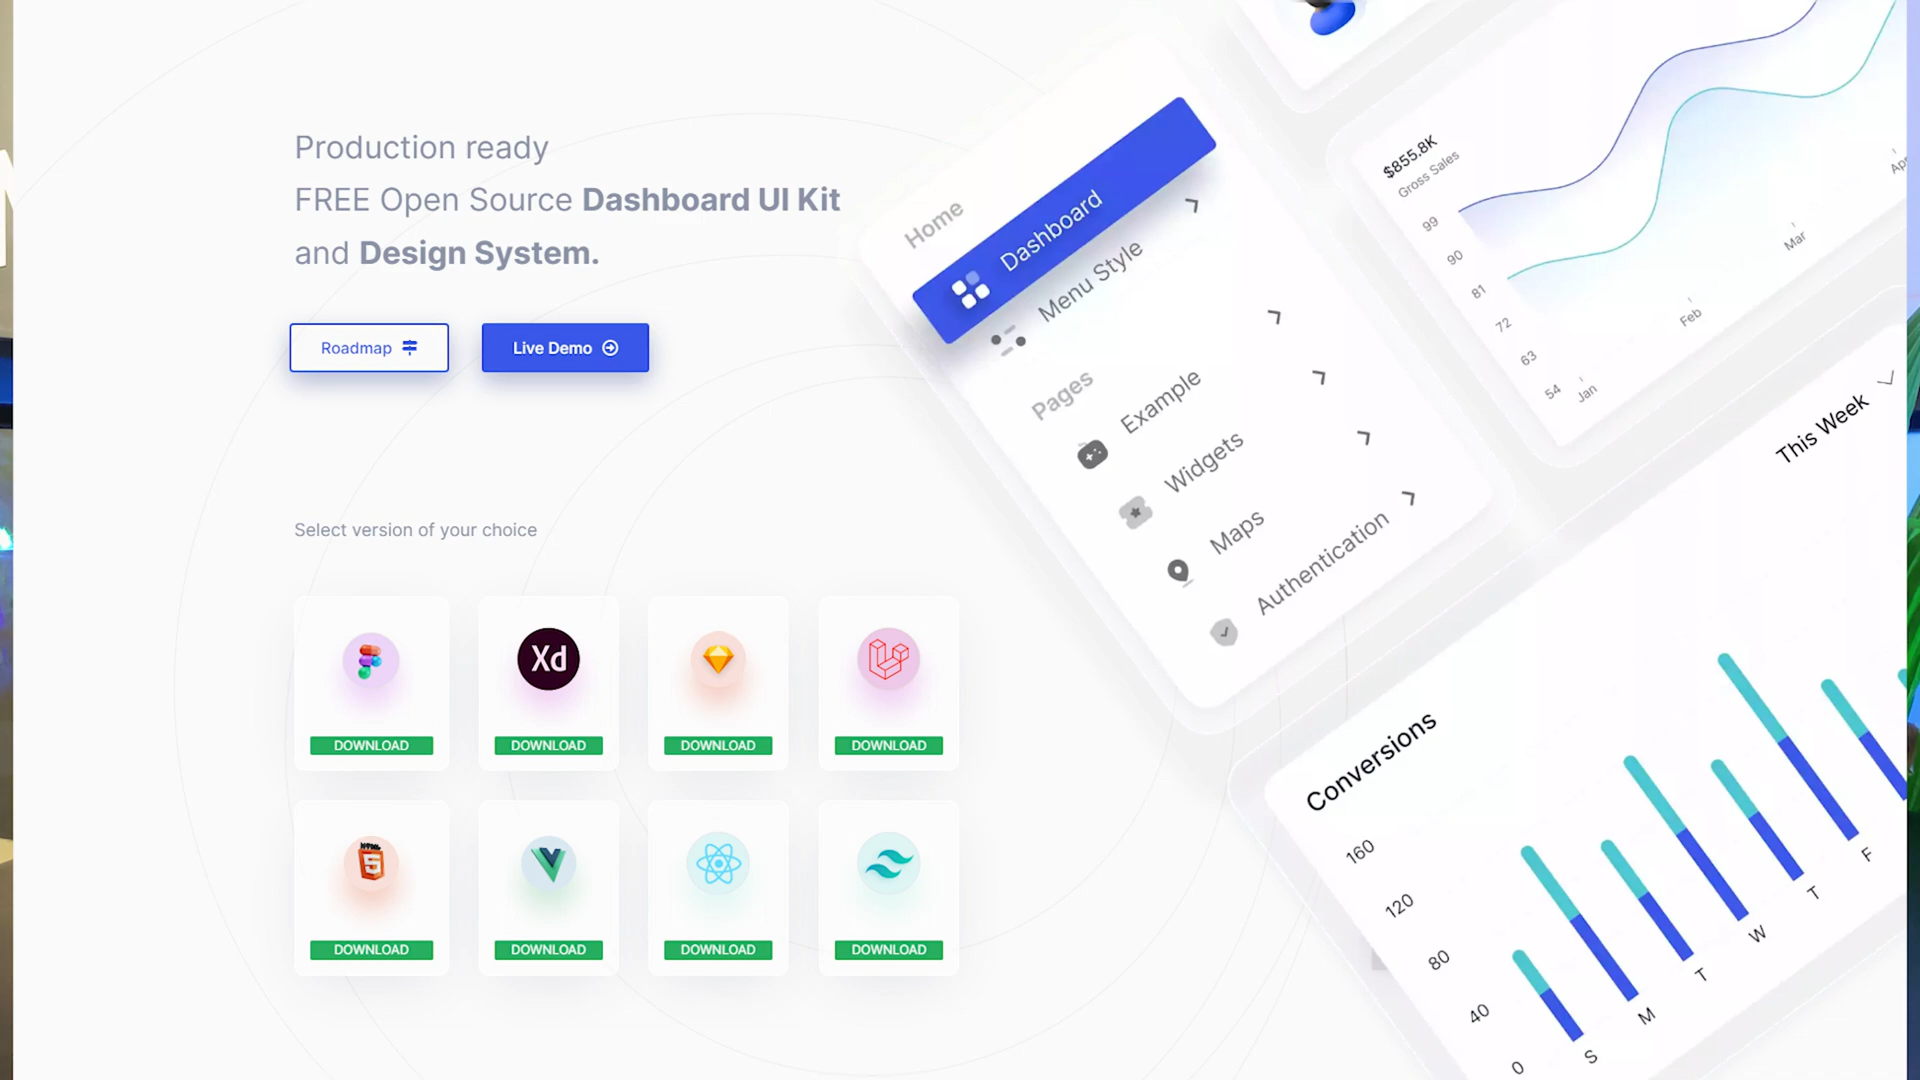 Production ready
FREE Open Source Dashboard UI Kit
and Design System.
Roadmap
Live Demo
Select version of your choice
Xd
DOWNLOAD
DOWNLOAD
DOWNLOAD
DOWNLOAD
HTML
5
DOWNLOAD
DOWNLOAD
DOWNLOAD
DOWNLOAD
Home
Dashboard
Menu Style
Pages
Example
Widgets
Maps
Authentication
$855.8K
Gross Sales
99
90
81
72
63
54
Jan
Feb
Mar
This Week
Conversions
160
120
80
40
0
S
M
T
W
T
F